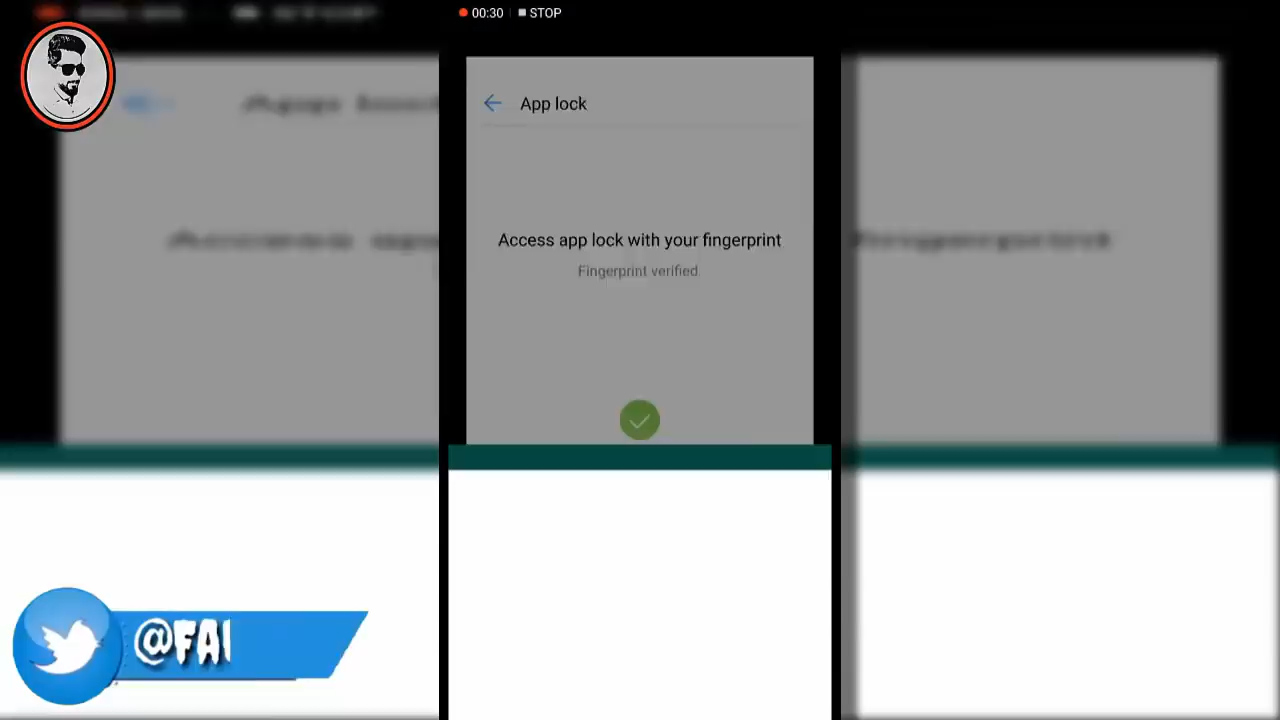 00:30 STOP
App lock
Access app lock with your fingerprint
Fingerprint verified
@FAI